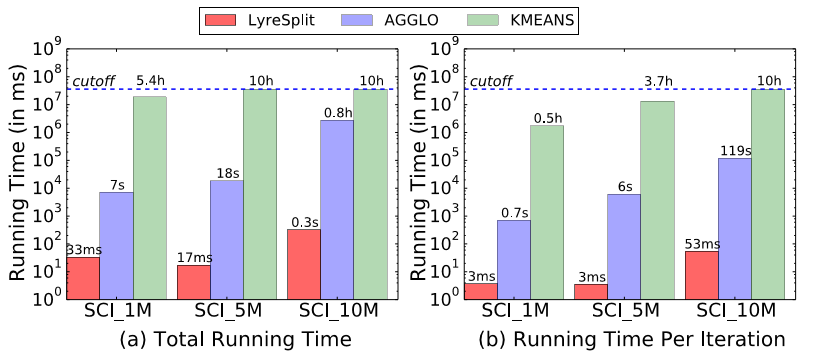 LyreSplit AGGLO KMEANS
Running Time (in ms)
10^9
10^8
10^7
10^6
10^5
10^4
10^3
10^2
10^1
10^0
cutoff 5.4h 10h 10h
0.8h
7s 18s
33ms 17ms 0.3s
SCI_1M SCI_5M SCI_10M
(a) Total Running Time
Running Time (in ms)
10^9
10^8
10^7
10^6
10^5
10^4
10^3
10^2
10^1
10^0
cutoff 3.7h 10h
0.5h
0.7s 6s 119s
3ms 3ms 53ms
SCI_1M SCI_5M SCI_10M
(b) Running Time Per Iteration